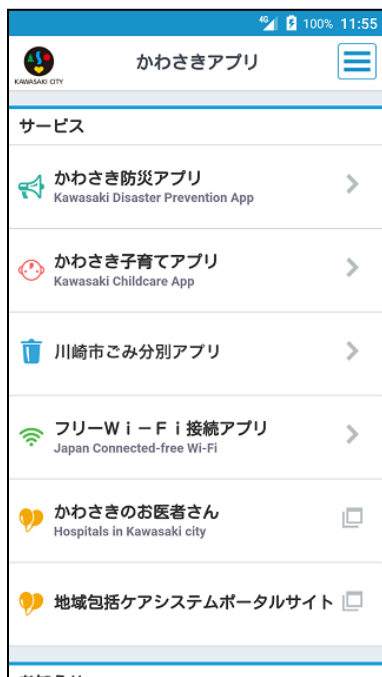 4G 100% 11:55
KAWASAKI CITY
かわさきアプリ
サービス
かわさき防災アプリ
Kawasaki Disaster Prevention App
かわさき子育てアプリ
Kawasaki Childcare App
川崎市ごみ分別アプリ
フリーＷｉ－Ｆｉ接続アプリ
Japan Connected-free Wi-Fi
かわさきのお医者さん
Hospitals in Kawasaki city
地域包括ケアシステムポータルサイト